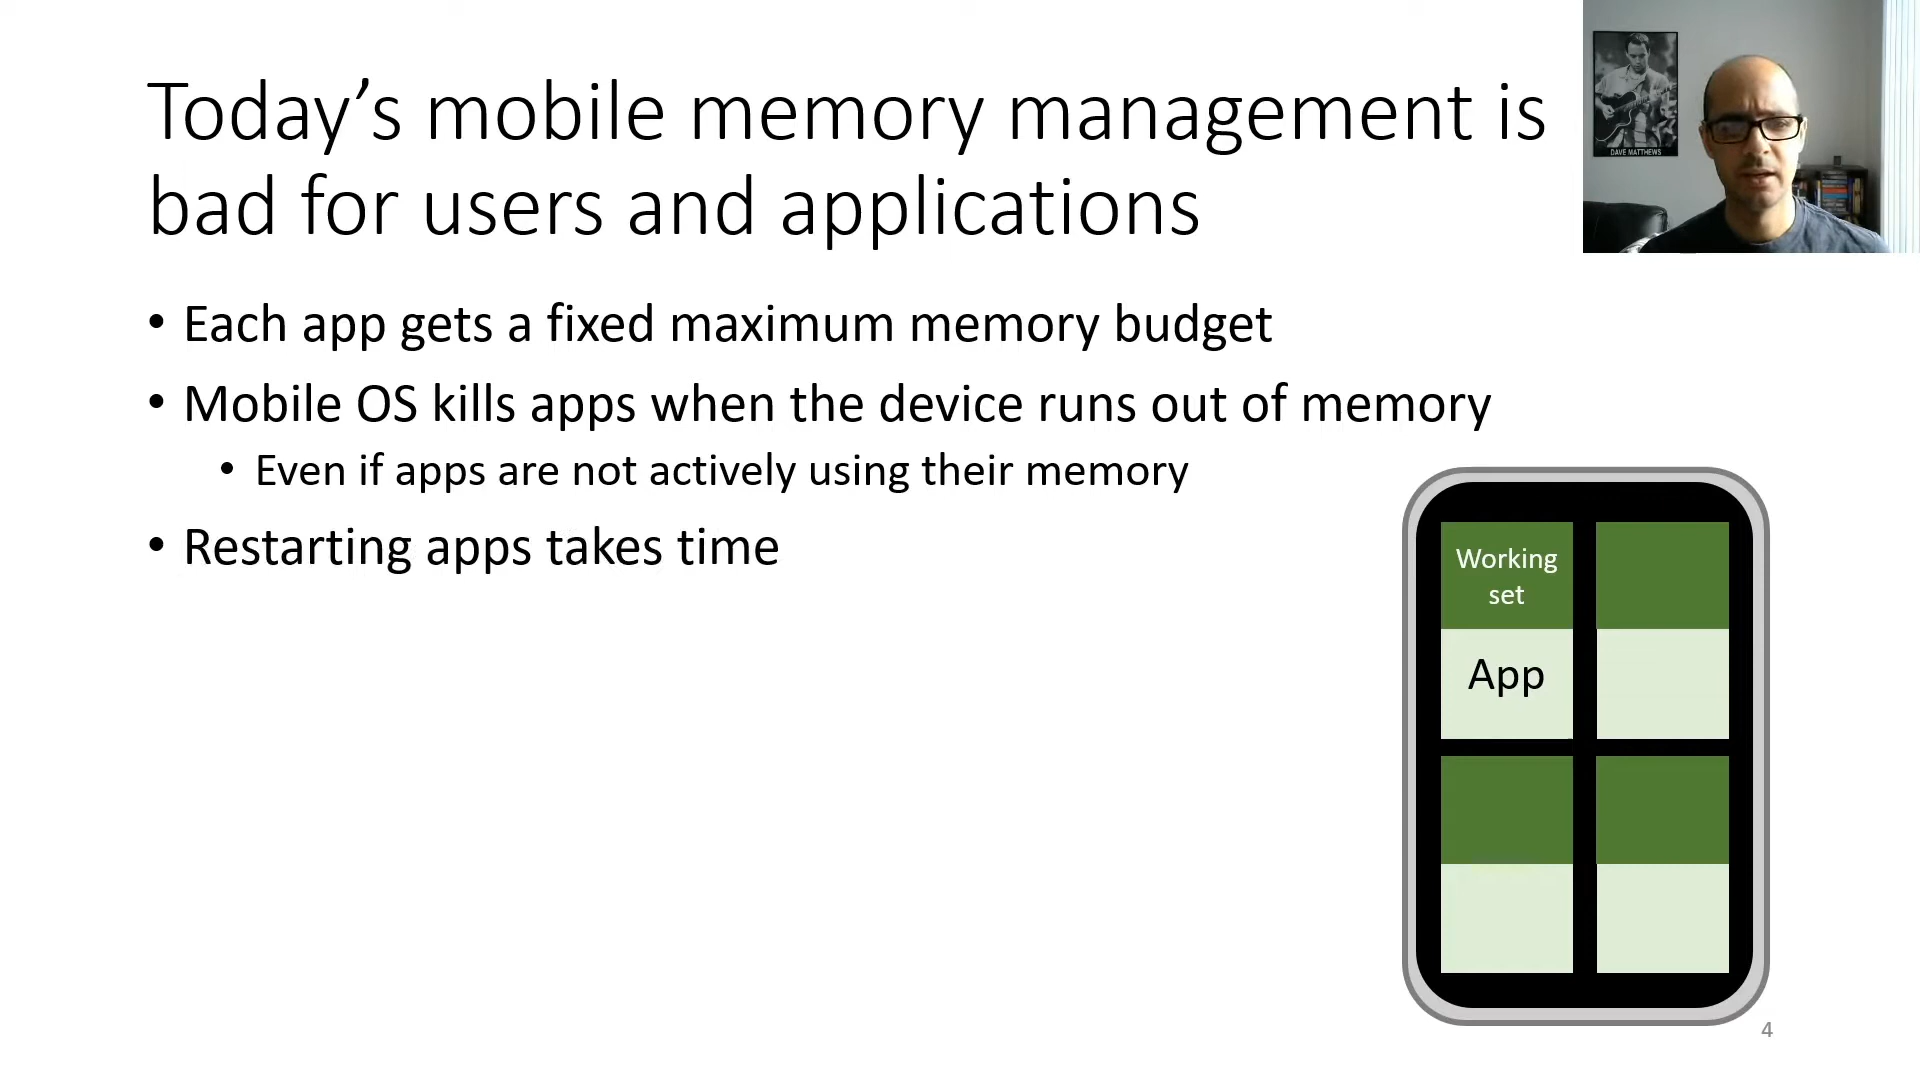 Today’s mobile memory management is
bad for users and applications
DAVE MATTHEWS
• Each app gets a fixed maximum memory budget
• Mobile OS kills apps when the device runs out of memory
• Even if apps are not actively using their memory
• Restarting apps takes time
Working
set
App
4